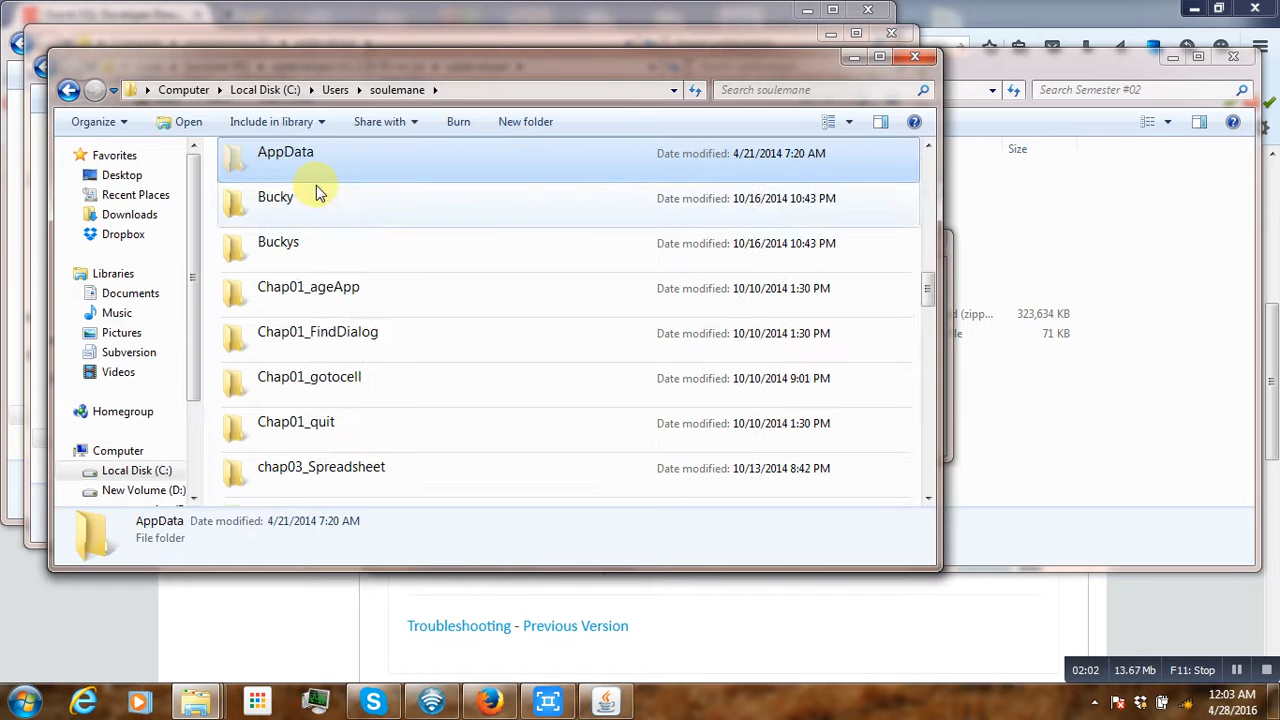 Computer Local Disk (C:) Users soulemane Search soulemane Search Semester #02
Organize Open Include in library Share with Burn New folder
Favorites
Desktop
Recent Places
Downloads
Dropbox
Libraries
Documents
Music
Pictures
Subversion
Videos
Homegroup
Computer
Local Disk (C:)
New Volume (D:)
AppData Date modified: 4/21/2014 7:20 AM
Bucky Date modified: 10/16/2014 10:43 PM
Buckys Date modified: 10/16/2014 10:43 PM
Chap01_ageApp Date modified: 10/10/2014 1:30 PM
Chap01_FindDialog Date modified: 10/10/2014 1:30 PM
Chap01_gotocell Date modified: 10/10/2014 9:01 PM
Chap01_quit Date modified: 10/10/2014 1:30 PM
chap03_Spreadsheet Date modified: 10/13/2014 8:42 PM
Size
d (zipp... 323,634 KB
le 71 KB
AppData Date modified: 4/21/2014 7:20 AM
File folder
Troubleshooting - Previous Version
02:02 13.67 Mb F11: Stop
12:03 AM
4/28/2016